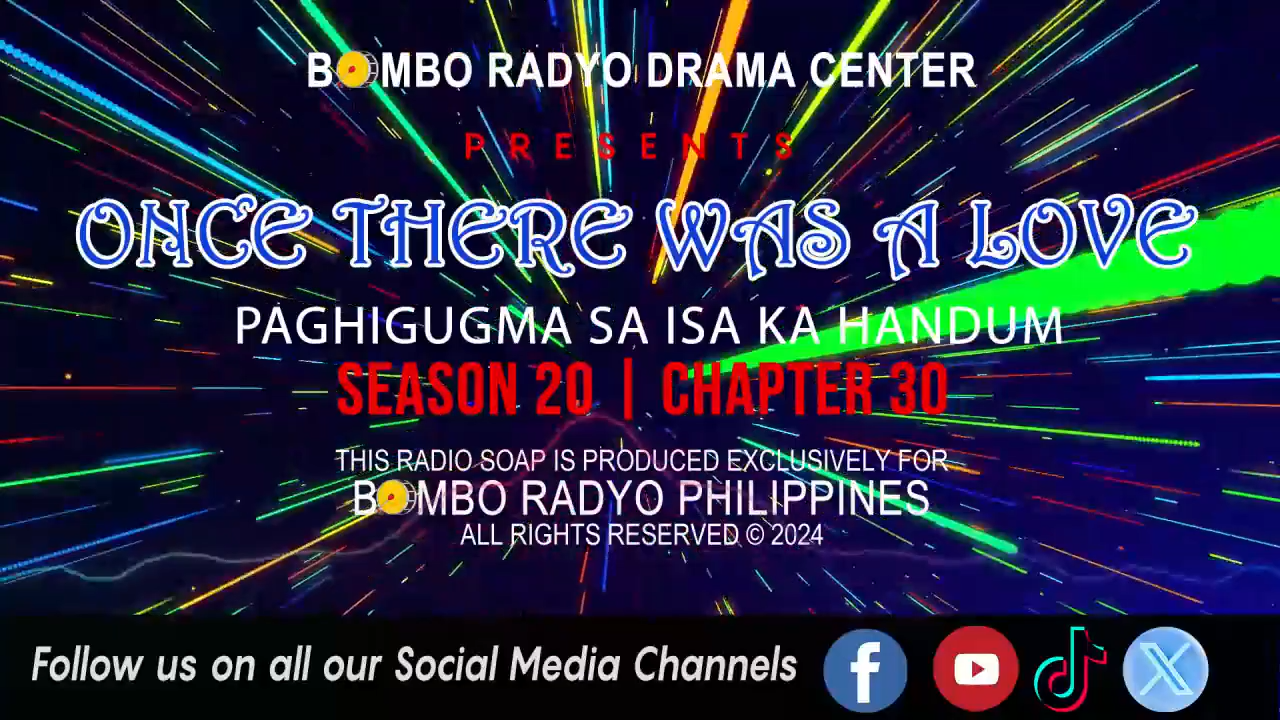 BOMBO RADYO DRAMA CENTER
PRESENTS
ONCE THERE WAS A LOVE
PAGHIGUGMA SA ISA KA HANDUM
SEASON 20 | CHAPTER 30
THIS RADIO SOAP IS PRODUCED EXCLUSIVELY FOR
BOMBO RADYO PHILIPPINES
ALL RIGHTS RESERVED © 2024
Follow us on all our Social Media Channels